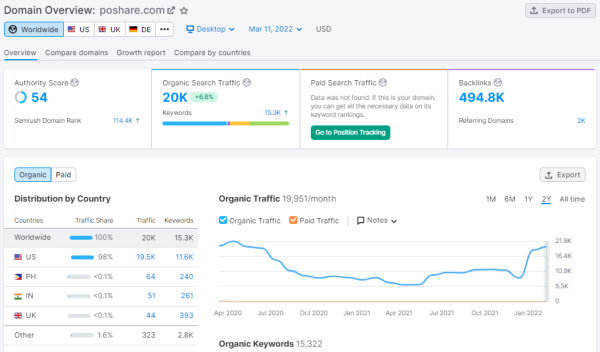 Domain Overview: poshare.com
Export to PDF
Worldwide US UK DE ••• Desktop Mar 11, 2022 USD
Overview Compare domains Growth report Compare by countries
Authority Score
54
Semrush Domain Rank 114.4K ↑
Organic Search Traffic
20K +6.8%
Keywords 15.3K ↑
Paid Search Traffic
Data was not found. If this is your domain,
you can get all the necessary data on its
keyword rankings.
Go to Position Tracking
Backlinks
494.8K
Referring Domains 2K
Organic Paid
Export
Distribution by Country
Countries Traffic Share Traffic Keywords
Worldwide 100% 20K 15.3K
US 98% 19.5K 11.6K
PH <0.1% 64 240
IN <0.1% 51 261
UK <0.1% 44 393
Other 1.6% 323 2.8K
Organic Traffic 19,951/month
1M 6M 1Y 2Y All time
Organic Traffic Paid Traffic Notes
21.9K
16.4K
10.9K
5.5K
0
Apr 2020 Jul 2020 Oct 2020 Jan 2021 Apr 2021 Jul 2021 Oct 2021 Jan 2022
Organic Keywords 15,322